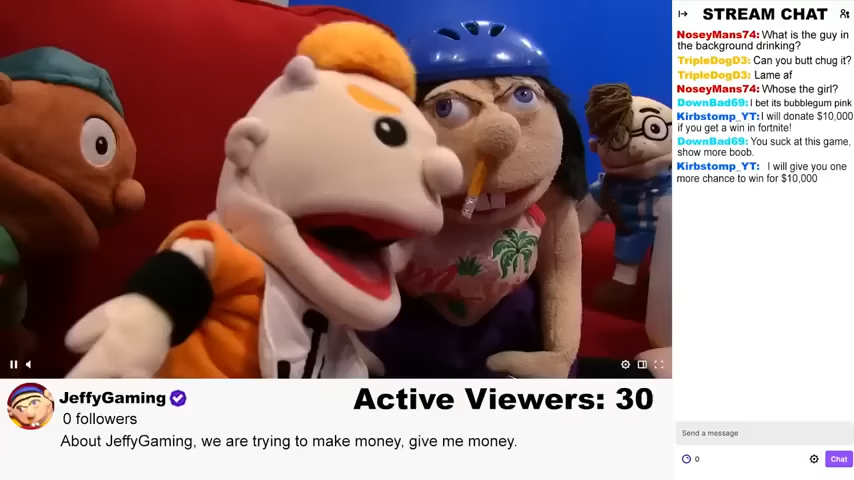 STREAM CHAT
NoseyMans74: What is the guy in
the background drinking?
TripleDogD3: Can you butt chug it?
TripleDogD3: Lame af
NoseyMans74: Whose the girl?
DownBad69: I bet its bubblegum pink
Kirbstomp_YT: I will donate $10,000
if you get a win in fortnite!
DownBad69: You suck at this game,
show more boob.
Kirbstomp_YT: I will give you one
more chance to win for $10,000
JeffyGaming
0 followers
Active Viewers: 30
About JeffyGaming, we are trying to make money, give me money.
Send a message
0
Chat